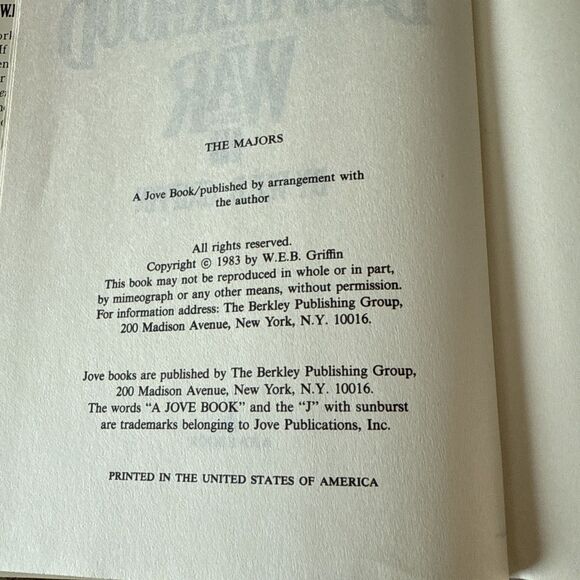 W.
THE MAJORS
A Jove Book/published by arrangement with
the author
All rights reserved.
Copyright © 1983 by W.E.B. Griffin
This book may not be reproduced in whole or in part,
by mimeograph or any other means, without permission.
For information address: The Berkley Publishing Group,
200 Madison Avenue, New York, N.Y. 10016.
Jove books are published by The Berkley Publishing Group,
200 Madison Avenue, New York, N.Y. 10016.
The words "A JOVE BOOK" and the "J" with sunburst
are trademarks belonging to Jove Publications, Inc.
PRINTED IN THE UNITED STATES OF AMERICA